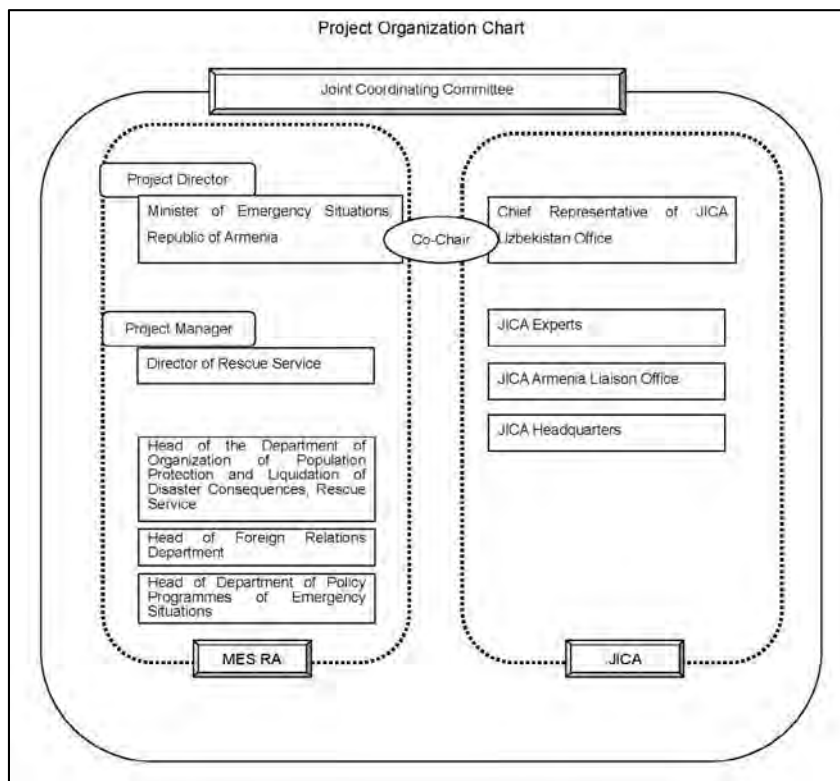 Project Organization Chart
Joint Coordinating Committee
Project Director
Minister of Emergency Situations,
Republic of Armenia
Co-Chair
Chief Representative of JICA
Uzbekistan Office
Project Manager
Director of Rescue Service
JICA Experts
JICA Armenia Liaison Office
JICA Headquarters
Head of the Department of
Organization of Population
Protection and Liquidation of
Disaster Consequences, Rescue
Service
Head of Foreign Relations
Department
Head of Department of Policy
Programmes of Emergency
Situations
MES RA
JICA